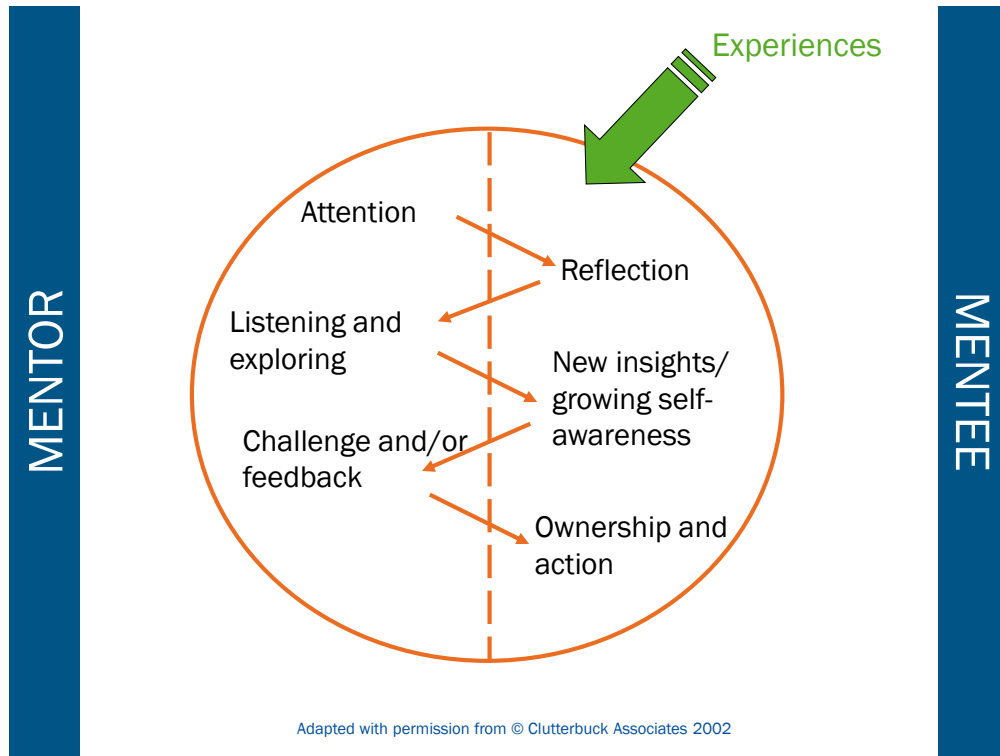 Experiences
MENTOR
MENTEE
Attention
Reflection
Listening and
exploring
New insights/
growing self-
awareness
Challenge and/or
feedback
Ownership and
action
Adapted with permission from © Clutterbuck Associates 2002